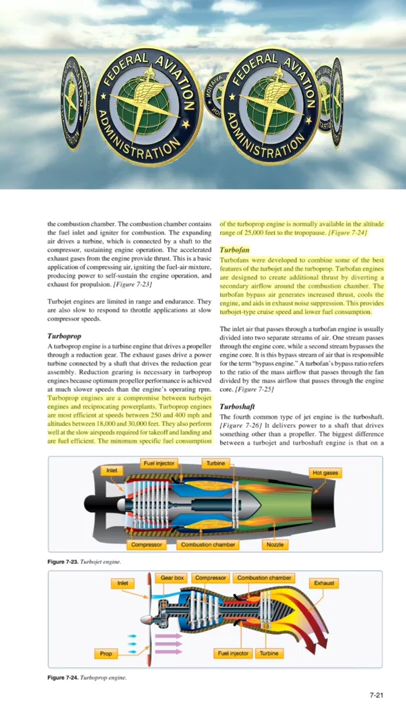 FEDERAL AVIATION
ADMINISTRATION
FEDERAL AVIATION
ADMINISTRATION
the combustion chamber. The combustion chamber contains
the fuel inlet and igniter for combustion. The expanding
air drives a turbine, which is connected by a shaft to the
compressor, sustaining engine operation. The accelerated
exhaust gases from the engine provide thrust. This is a basic
application of compressing air, igniting the fuel-air mixture,
producing power to self-sustain the engine operation, and
exhaust for propulsion. [Figure 7-23]
Turbojet engines are limited in range and endurance. They
are also slow to respond to throttle applications at slow
compressor speeds.
Turboprop
A turboprop engine is a turbine engine that drives a propeller
through a reduction gear. The exhaust gases drive a power
turbine connected by a shaft that drives the reduction gear
assembly. Reduction gearing is necessary in turboprop
engines because optimum propeller performance is achieved
at much slower speeds than the engine's operating rpm.
Turboprop engines are a compromise between turbojet
engines and reciprocating powerplants. Turboprop engines
are most efficient at speeds between 250 and 400 mph and
altitudes between 18,000 and 30,000 feet. They also perform
well at the slow airspeeds required for takeoff and landing and
are fuel efficient. The minimum specific fuel consumption
of the turboprop engine is normally available in the altitude
range of 25,000 feet to the tropopause. [Figure 7-24]
Turbofan
Turbofans were developed to combine some of the best
features of the turbojet and the turboprop. Turbofan engines
are designed to create additional thrust by diverting a
secondary airflow around the combustion chamber. The
turbofan bypass air generates increased thrust, cools the
engine, and aids in exhaust noise suppression. This provides
turbojet-type cruise speed and lower fuel consumption.
The inlet air that passes through a turbofan engine is usually
divided into two separate streams of air. One stream passes
through the engine core, while a second stream bypasses the
engine core. It is this bypass stream of air that is responsible
for the term "bypass engine." A turbofan's bypass ratio refers
to the ratio of the mass airflow that passes through the fan
divided by the mass airflow that passes through the engine
core. [Figure 7-25]
Turboshaft
The fourth common type of jet engine is the turboshaft.
[Figure 7-26] It delivers power to a shaft that drives
something other than a propeller. The biggest difference
between a turbojet and turboshaft engine is that on a
Inlet
Fuel injector
Turbine
Hot gases
Compressor
Combustion chamber
Nozzle
Figure 7-23. Turbojet engine.
Inlet
Gear box
Compressor
Combustion chamber
Exhaust
Prop
Fuel injector
Turbine
Figure 7-24. Turboprop engine.
7-21